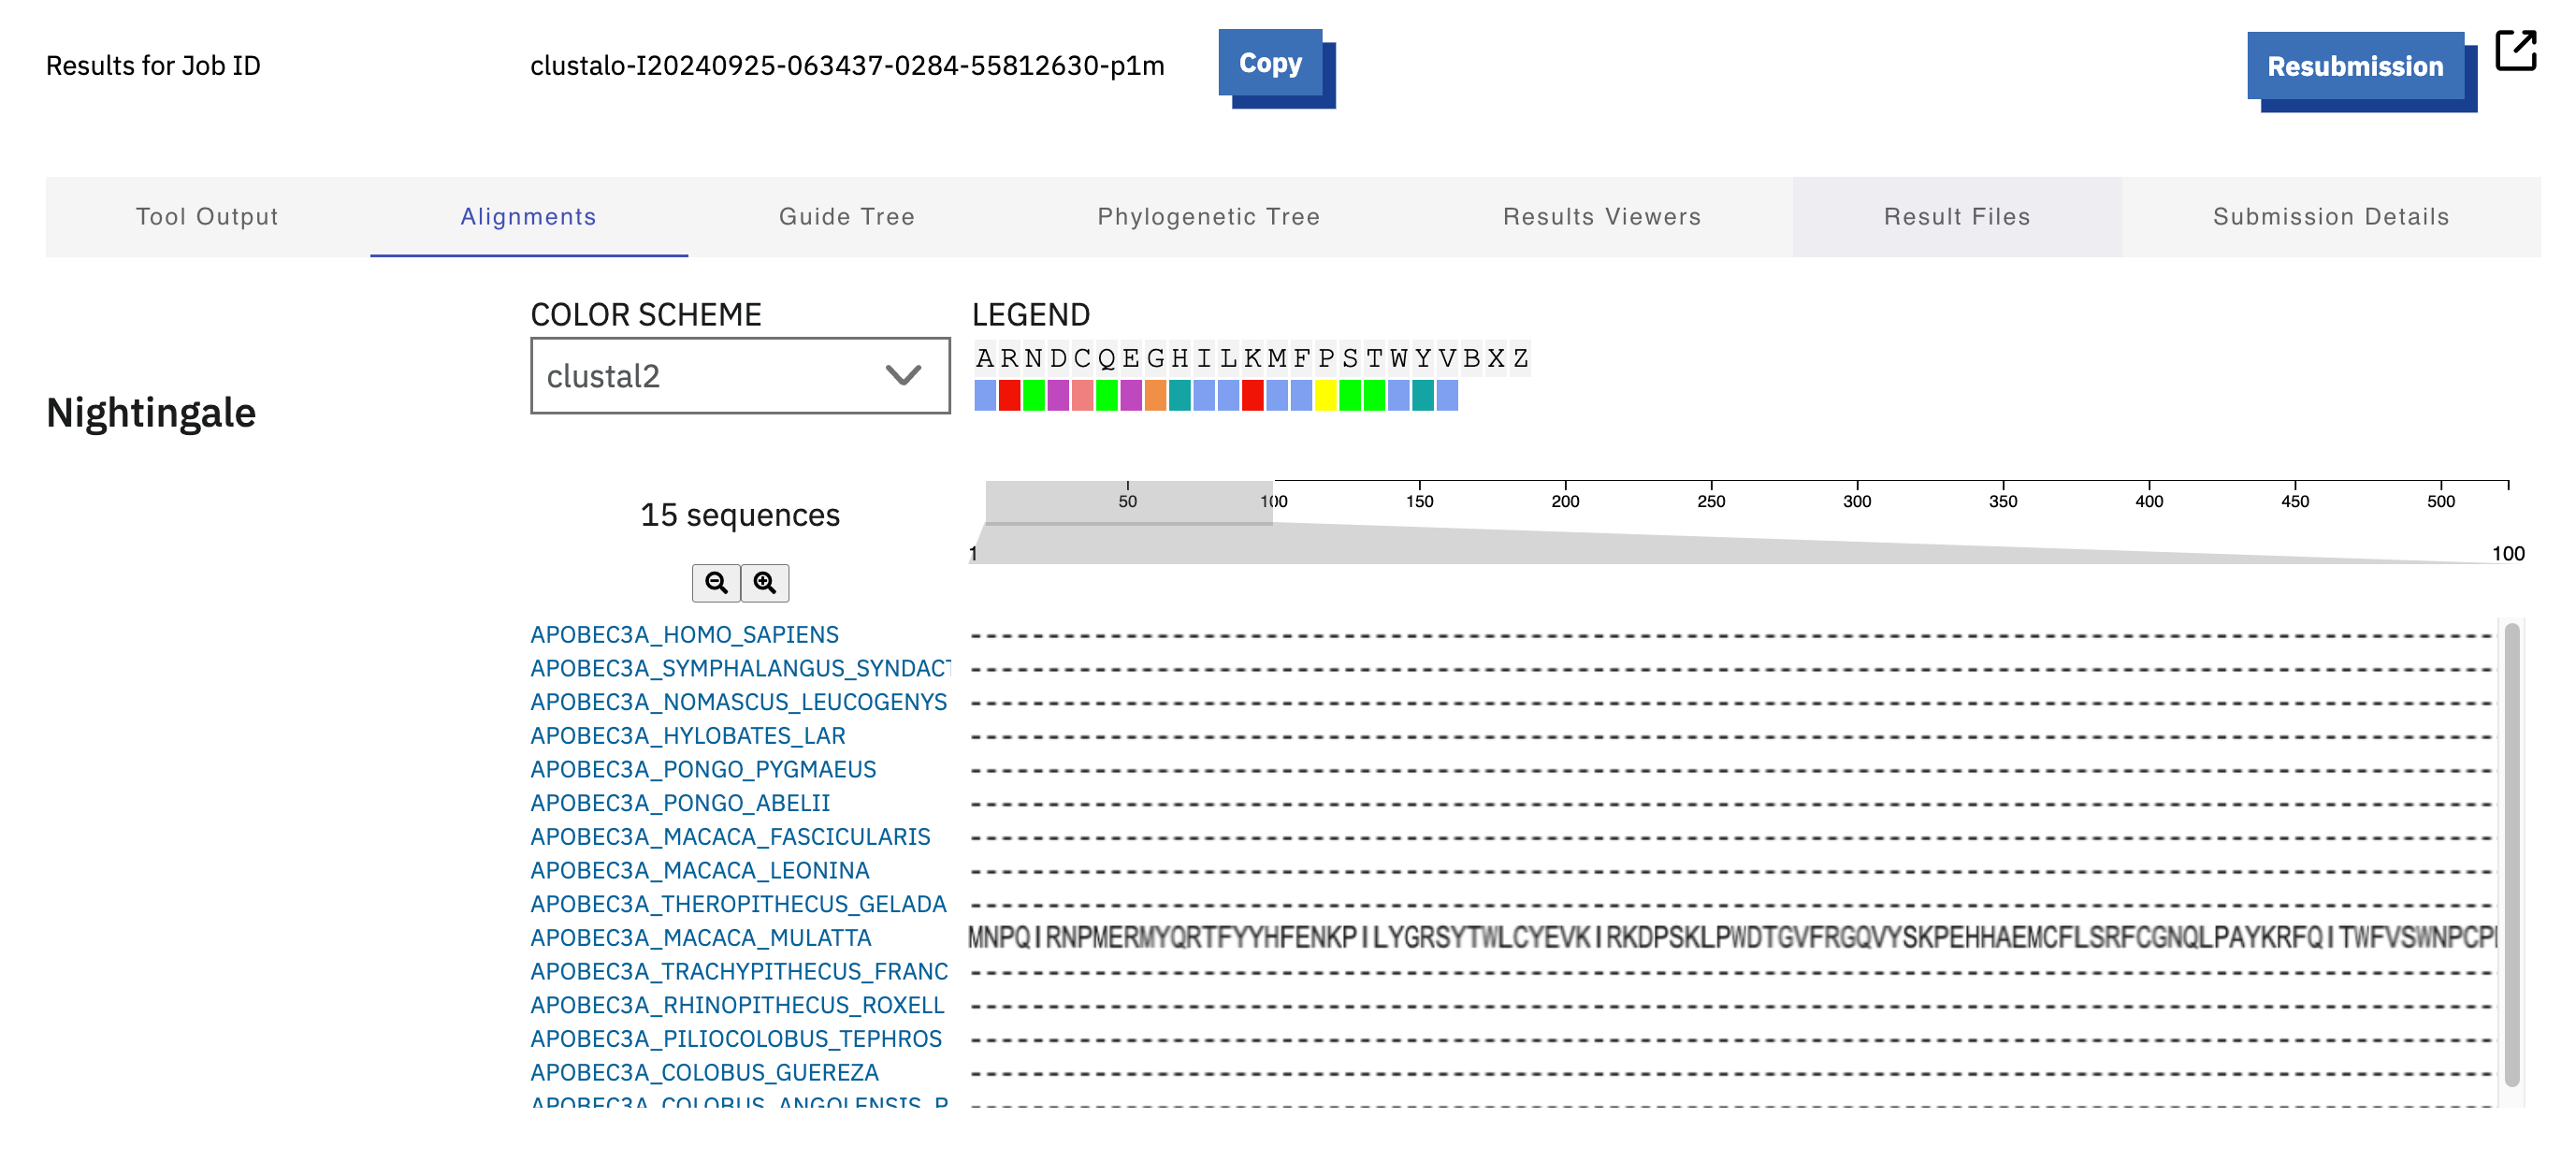 Results for Job ID clustalo-I20240925-063437-0284-55812630-p1m Copy Resubmission
Tool Output Alignments Guide Tree Phylogenetic Tree Results Viewers Result Files Submission Details
COLOR SCHEME LEGEND
clustal2 A R N D C Q E G H I L K M F P S T W Y V B X Z
Nightingale
15 sequences 50 100 150 200 250 300 350 400 450 500
1 100
APOBEC3A_HOMO_SAPIENS
APOBEC3A_SYMPHALANGUS_SYNDACT
APOBEC3A_NOMASCUS_LEUCOGENYS
APOBEC3A_HYLOBATES_LAR
APOBEC3A_PONGO_PYGMAEUS
APOBEC3A_PONGO_ABELII
APOBEC3A_MACACA_FASCICULARIS
APOBEC3A_MACACA_LEONINA
APOBEC3A_THEROPITHECUS_GELADA
APOBEC3A_MACACA_MULATTA MNPQIRNPMERMYQRTFYYHFENKPILYGRSYTWLCYEVKIRKDPSKLPWDTGVFRGQVYSKPEHHAEMCFLSRFCGNQLPAYKRFQITWFVSWNPCP
APOBEC3A_TRACHYPITHECUS_FRANC
APOBEC3A_RHINOPITHECUS_ROXELL
APOBEC3A_PILIOCOLOBUS_TEPHROS
APOBEC3A_COLOBUS_GUEREZA
APOBEC3A_COLOBUS_ANGOLENSIS_P